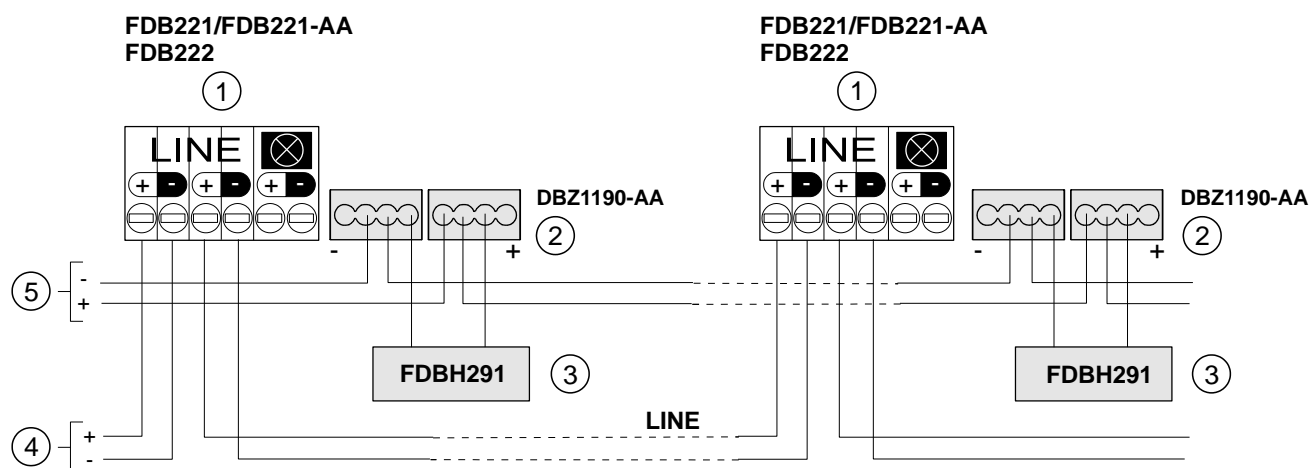 FDB221/FDB221-AA
FDB222
1
FDB221/FDB221-AA
FDB222
1
LINE
+ - + - + -
LINE
+ - + - + -
DBZ1190-AA
2
- +
DBZ1190-AA
2
- +
5
-
+
FDBH291
3
FDBH291
3
LINE
4
+
-